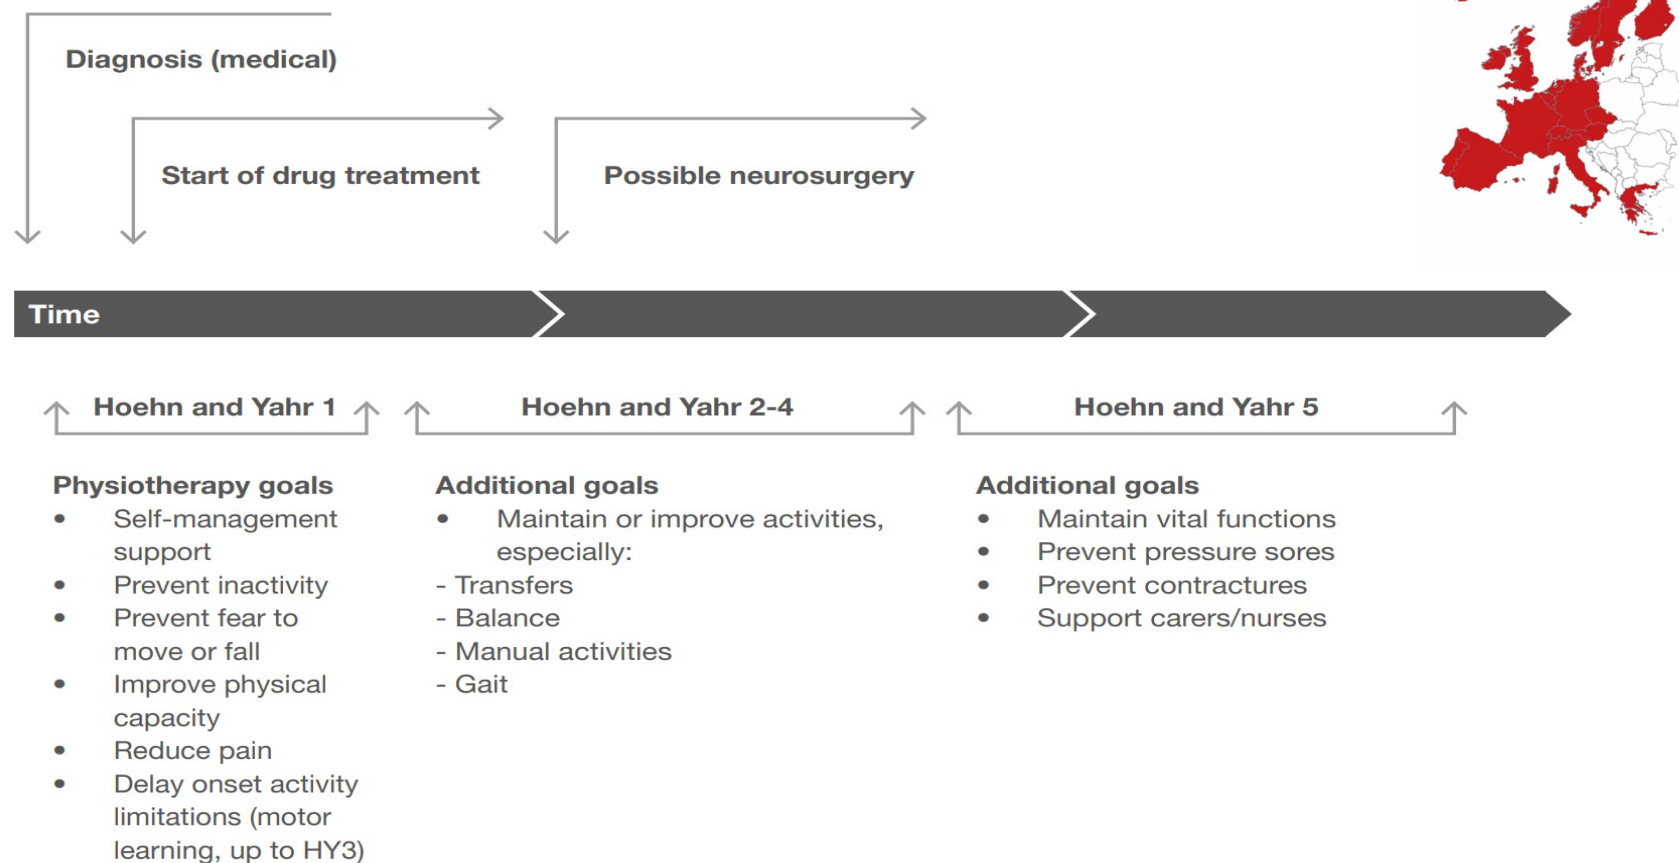 Diagnosis (medical)
Start of drug treatment
Possible neurosurgery
Time
Hoehn and Yahr 1
Hoehn and Yahr 2-4
Hoehn and Yahr 5
Physiotherapy goals
• Self-management
support
• Prevent inactivity
• Prevent fear to
move or fall
• Improve physical
capacity
• Reduce pain
• Delay onset activity
limitations (motor
learning, up to HY3)
Additional goals
• Maintain or improve activities,
especially:
- Transfers
- Balance
- Manual activities
- Gait
Additional goals
• Maintain vital functions
• Prevent pressure sores
• Prevent contractures
• Support carers/nurses